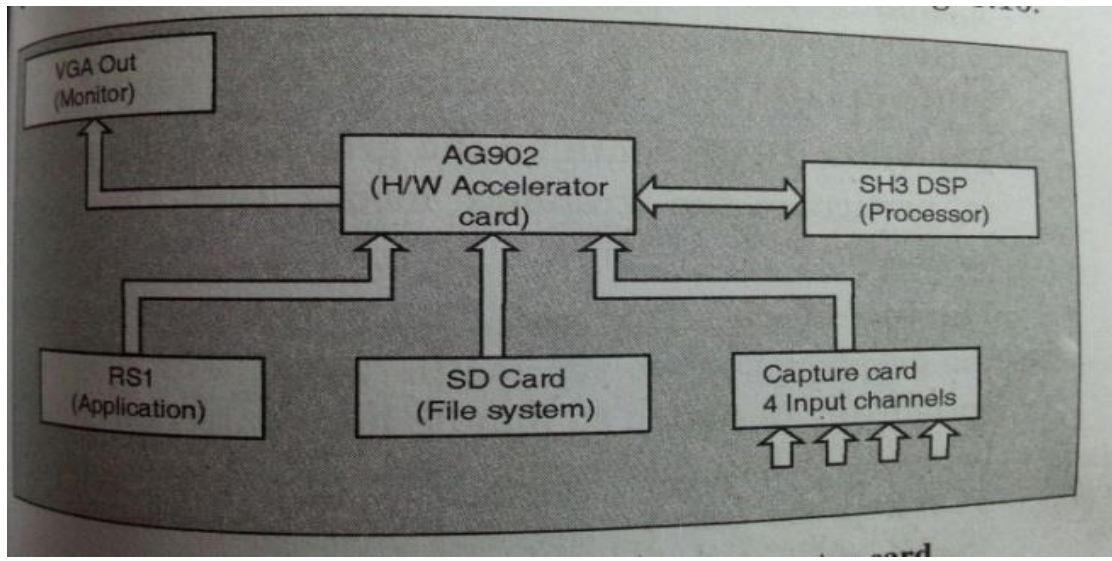 VGA Out
(Monitor)
AG902
(H/W Accelerator
card)
SH3 DSP
(Processor)
RS1
(Application)
SD Card
(File system)
Capture card
4 Input channels
card